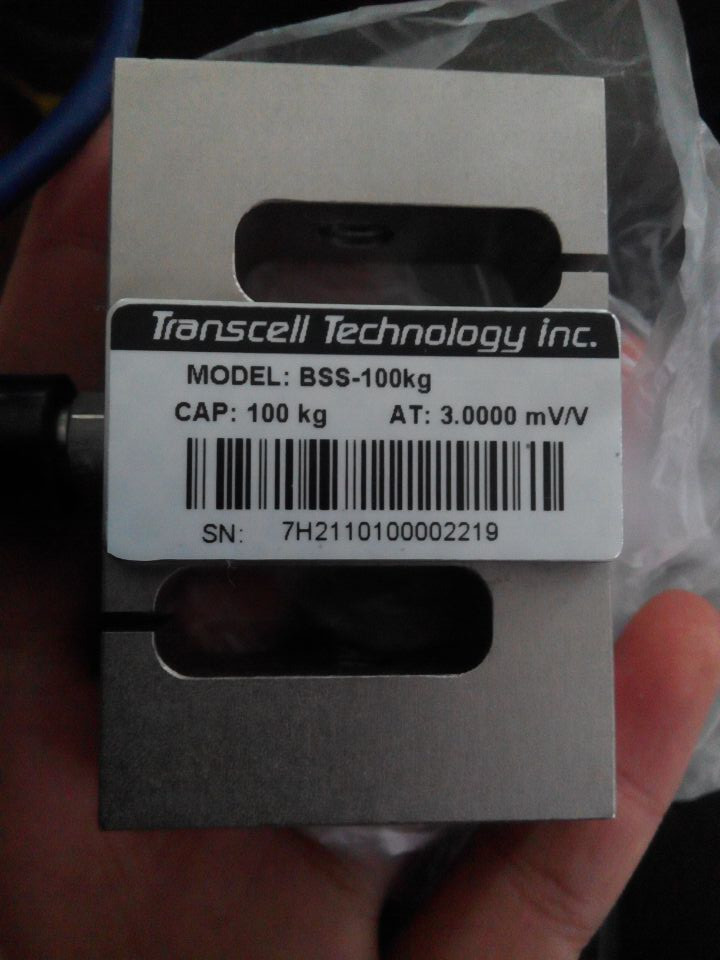 Transcell Technology inc.
MODEL: BSS-100kg
CAP: 100 kg AT: 3.0000 mV/V
SN: 7H2110100002219